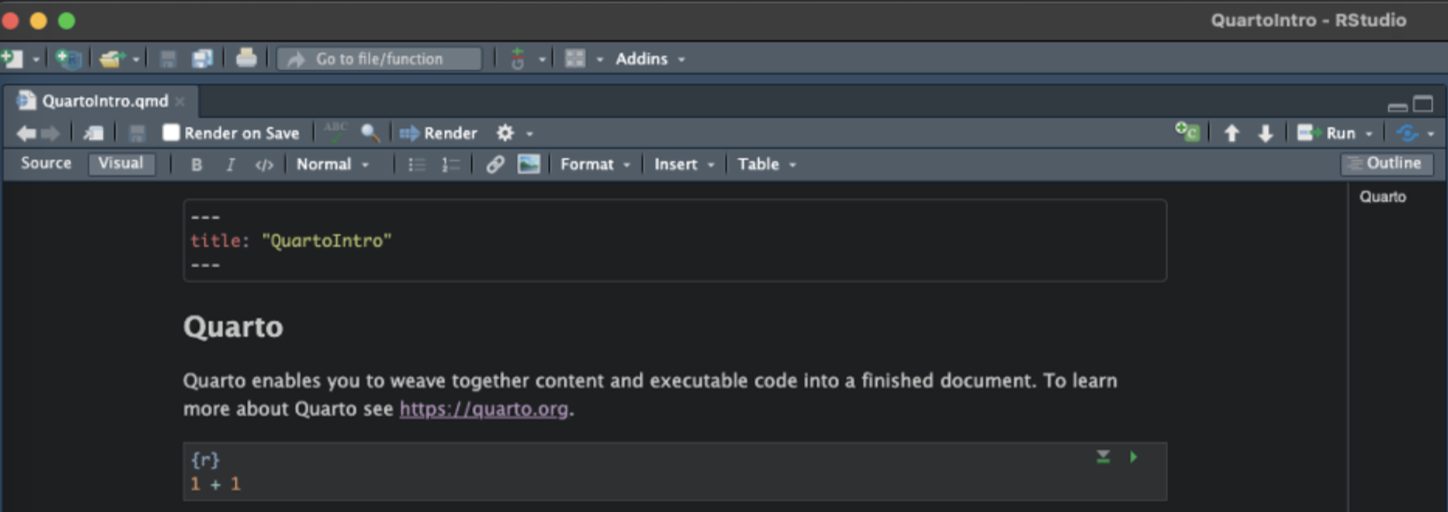 QuartoIntro - RStudio
Go to file/function Addins
QuartoIntro.qmd
Render on Save ABC Render Run
Source Visual B I </> Normal Format Insert Table Outline
Quarto
---
title: "QuartoIntro"
---
Quarto
Quarto enables you to weave together content and executable code into a finished document. To learn
more about Quarto see https://quarto.org.
{r}
1 + 1